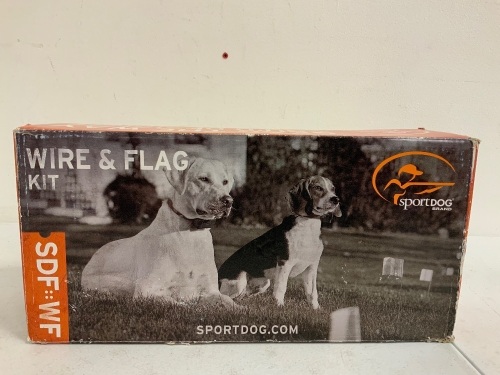 WIRE & FLAG
KIT
SPORTDOG
BRAND
SDF::WF
SPORTDOG.COM